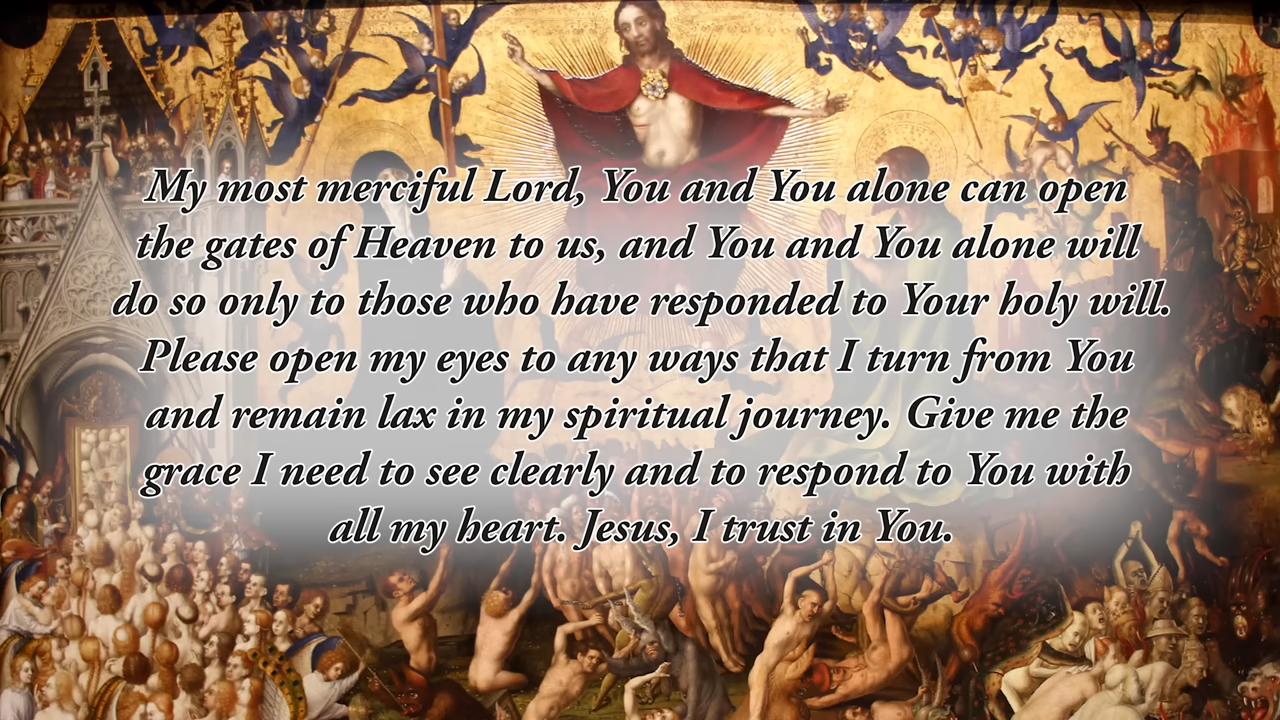 My most merciful Lord, You and You alone can open
the gates of Heaven to us, and You and You alone will
do so only to those who have responded to Your holy will.
Please open my eyes to any ways that I turn from You
and remain lax in my spiritual journey. Give me the
grace I need to see clearly and to respond to You with
all my heart. Jesus, I trust in You.